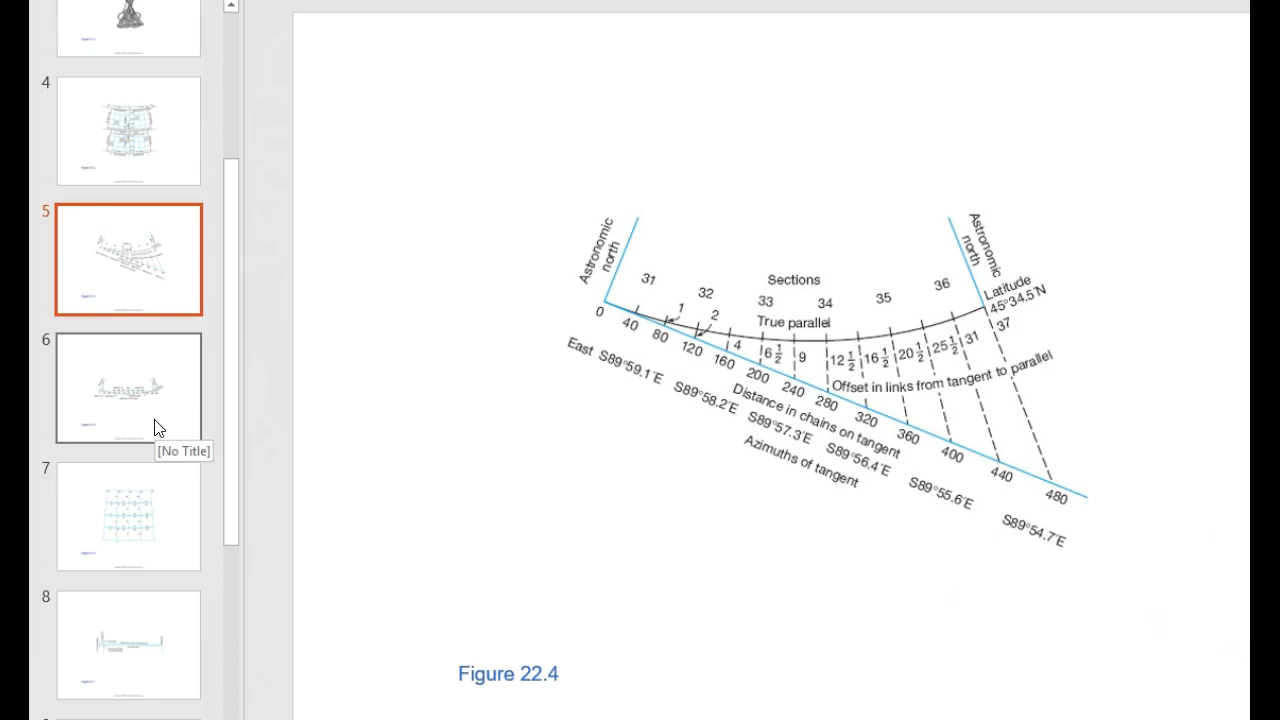 4
5
6
7
8
[No Title]
Astronomic
north
Astronomic
north
31
32
Sections
33
34
35
36
Latitude
45°34.5'N
37
True parallel
1
2
4
6 1/2
9
12 1/2
16 1/2
20 1/2
25 1/2
31
Offset in links from tangent to parallel
0
40
80
120
160
200
240
280
320
360
400
440
480
Distance in chains on tangent
East
S89°59.1'E
S89°58.2'E
S89°57.3'E
S89°56.4'E
S89°55.6'E
S89°54.7'E
Azimuths of tangent
Figure 22.4